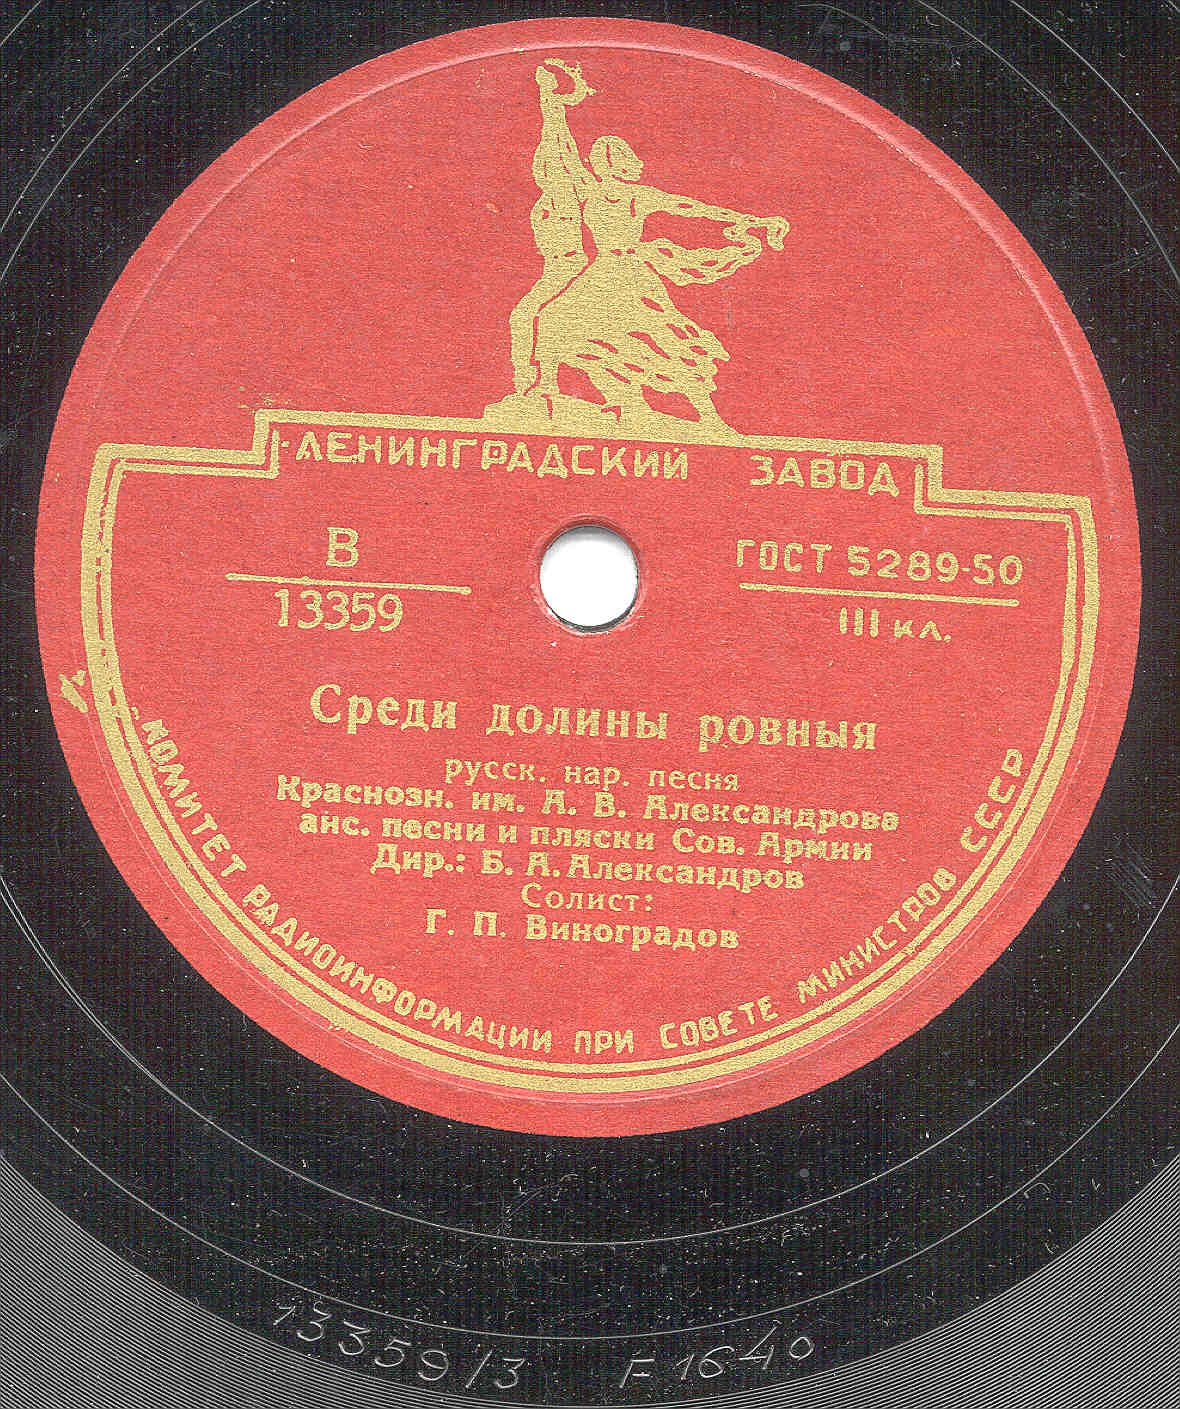 ЛЕНИНГРАДСКИЙ ЗАВОД
В
13359
ГОСТ 5289-50
III кл.
Среди долины ровныя
русск. нар. песня
Краснозн. им. А. В. Александрова
анс. песни и пляски Сов. Армии
Дир.: Б. А. Александров
Солист:
Г. П. Виноградов
КОМИТЕТ РАДИОИНФОРМАЦИИ ПРИ СОВЕТЕ МИНИСТРОВ СССР
13359/3 F1640